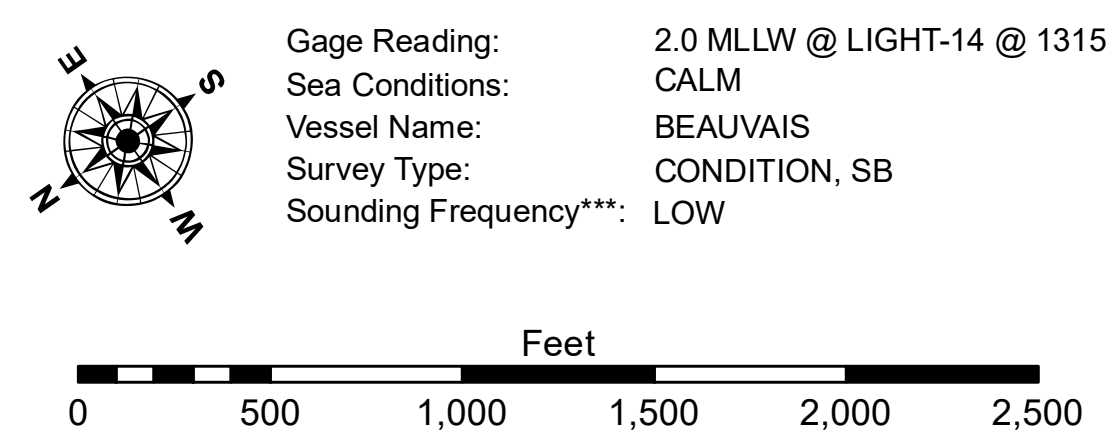 E
S
N
W
Gage Reading: 2.0 MLLW @ LIGHT-14 @ 1315
Sea Conditions: CALM
Vessel Name: BEAUVAIS
Survey Type: CONDITION, SB
Sounding Frequency***: LOW
Feet
0 500 1,000 1,500 2,000 2,500